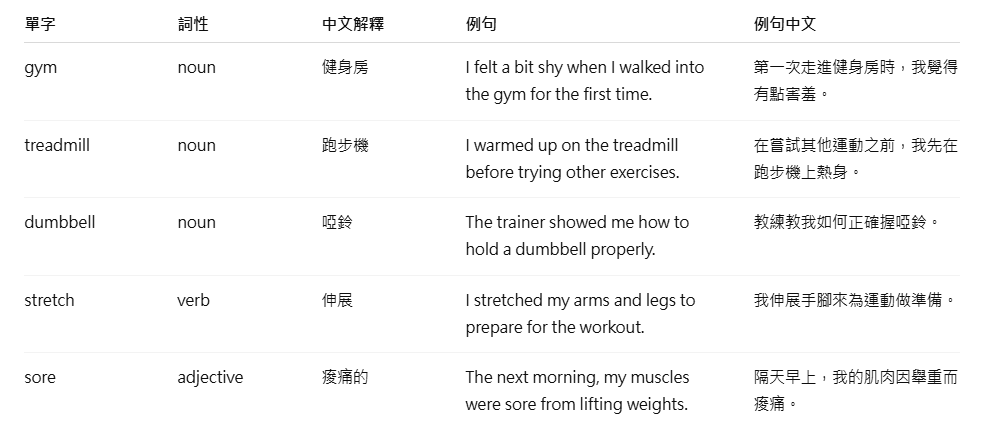 單字 詞性 中文解釋 例句 例句中文
gym noun 健身房 I felt a bit shy when I walked into 第一次走進健身房時，我覺得
the gym for the first time. 有點害羞。
treadmill noun 跑步機 I warmed up on the treadmill 在嘗試其他運動之前，我先在
before trying other exercises. 跑步機上熱身。
dumbbell noun 啞鈴 The trainer showed me how to 教練教我如何正確握啞鈴。
hold a dumbbell properly.
stretch verb 伸展 I stretched my arms and legs to 我伸展手腳來為運動做準備。
prepare for the workout.
sore adjective 痠痛的 The next morning, my muscles 隔天早上，我的肌肉因舉重而
were sore from lifting weights. 痠痛。